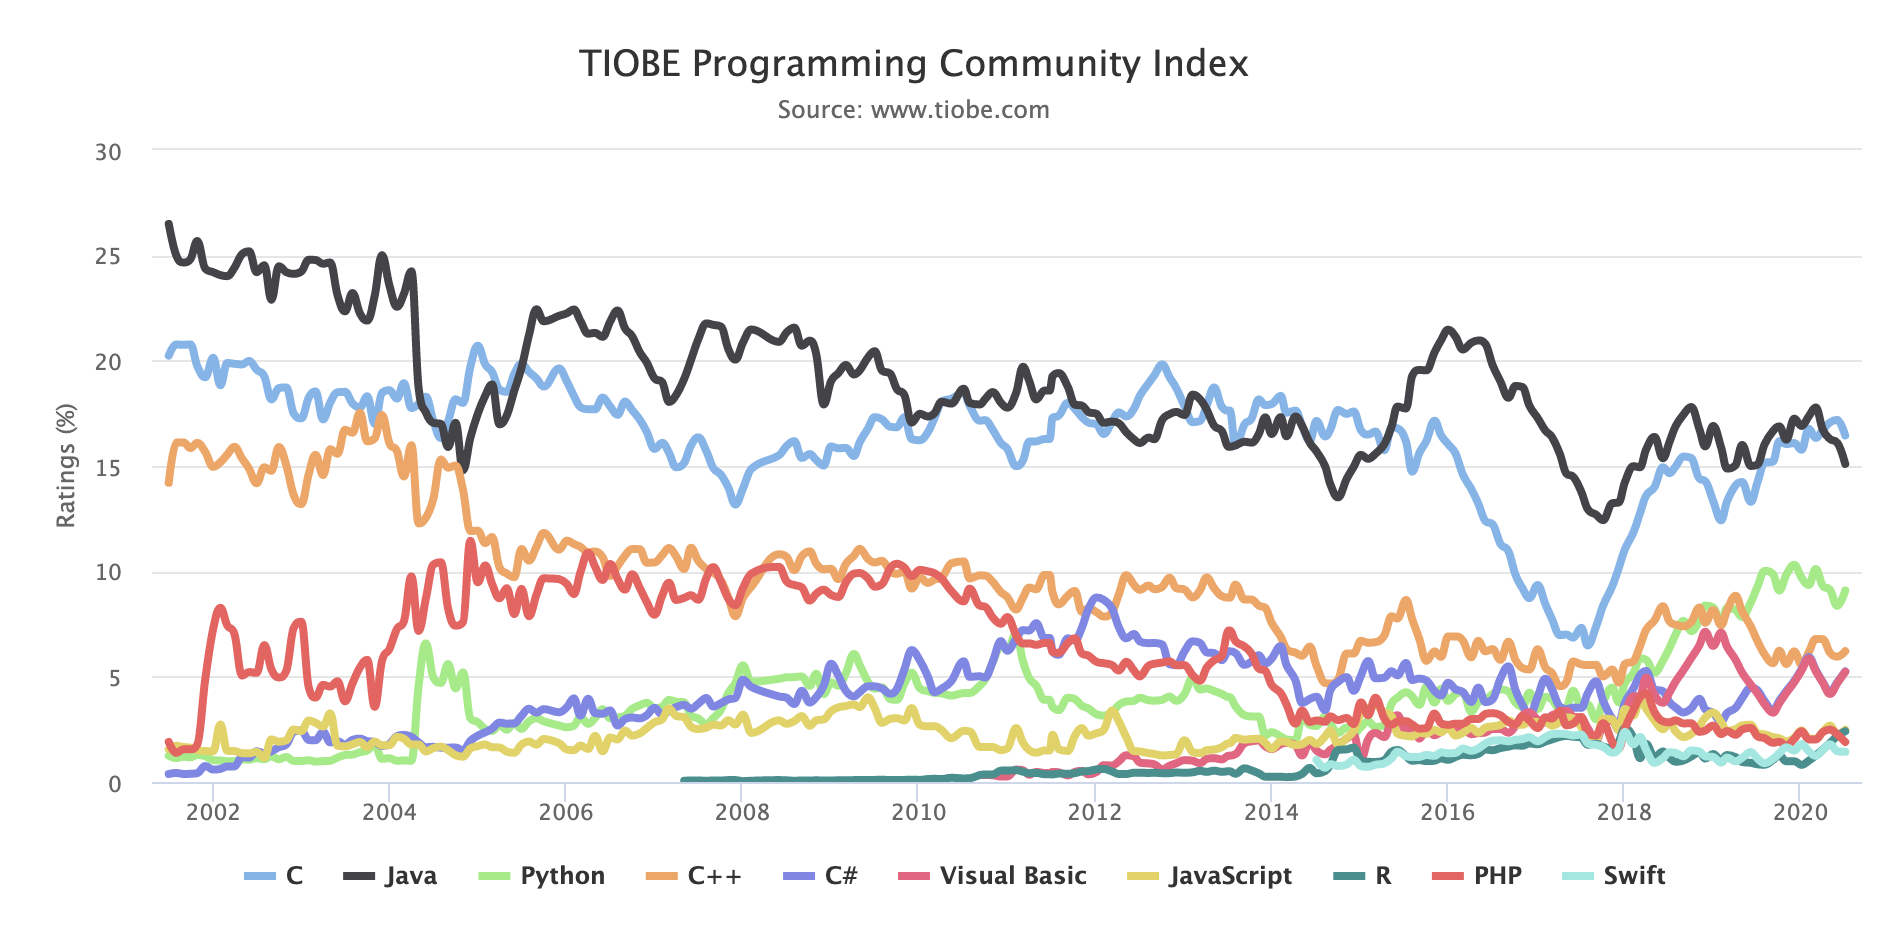 TIOBE Programming Community Index
Source: www.tiobe.com
Ratings (%)
30
25
20
15
10
5
0
2002 2004 2006 2008 2010 2012 2014 2016 2018 2020
C Java Python C++ C# Visual Basic JavaScript R PHP Swift